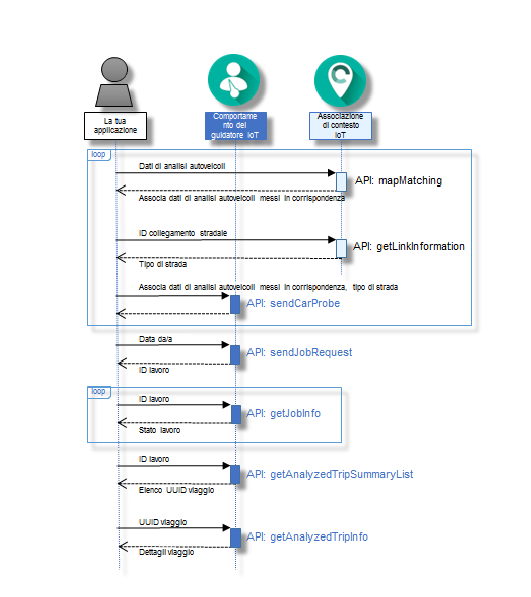 La tua
applicazione
Comportame
nto del
guidatore IoT
Associazione
di contesto
IoT
loop
Dati di analisi autoveicoli
API: mapMatching
Associa dati di analisi autoveicoli messi in corrispondenza
ID collegamento stradale
API: getLinkInformation
Tipo di strada
Associa dati di analisi autoveicoli messi in corrispondenza, tipo di strada
API: sendCarProbe
Data da/a
API: sendJobRequest
ID lavoro
loop
ID lavoro
API: getJobInfo
Stato lavoro
ID lavoro
API: getAnalyzedTripSummaryList
Elenco UUID viaggio
UUID viaggio
API: getAnalyzedTripInfo
Dettagli viaggio